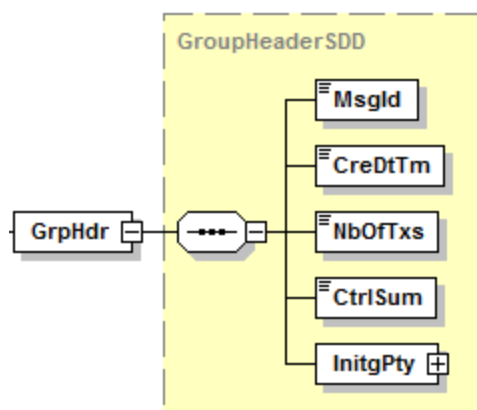 GroupHeaderSDD
MsgId
CreDtTm
GrpHdr
NbOfTxs
CtrlSum
InitgPty